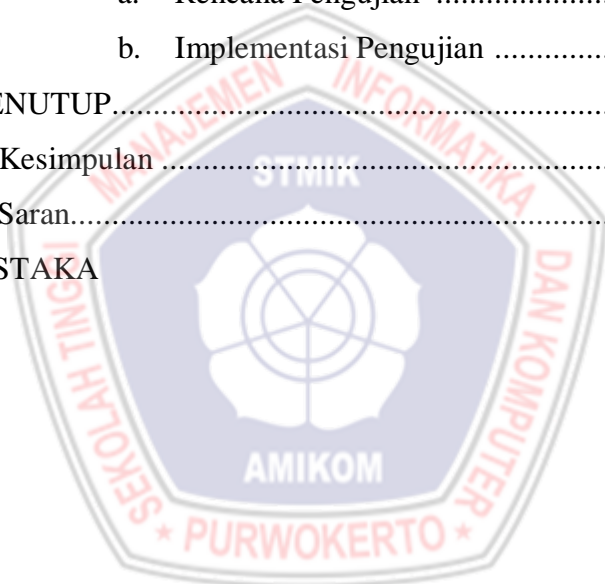 a. Rencana Pengujian ..................
b. Implementasi Pengujian ..................
ENUTUP..................................................
Kesimpulan ..................................................
Saran..................................................
STAKA
SEKOLAH TINGGI MANAJEMEN INFORMATIKA DAN KOMPUTER
STMIK
AMIKOM
* PURWOKERTO *